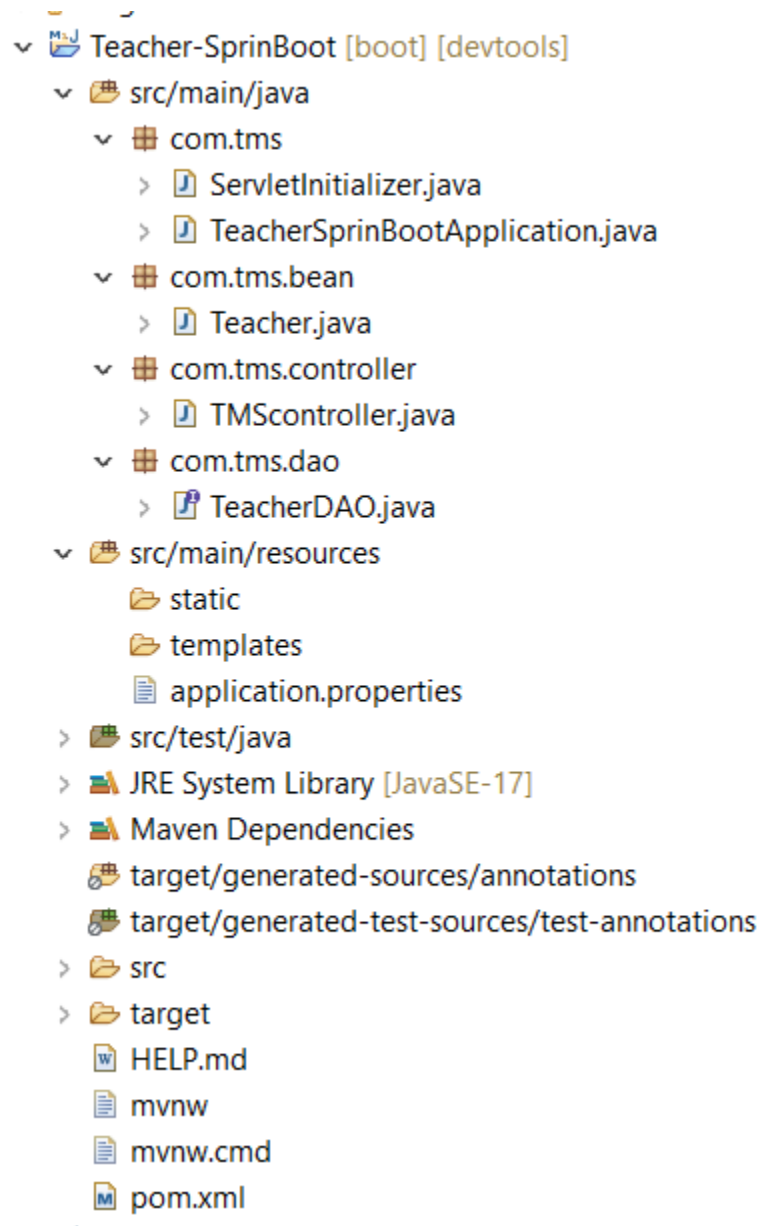 Teacher-SprinBoot [boot] [devtools]
src/main/java
com.tms
ServletInitializer.java
TeacherSprinBootApplication.java
com.tms.bean
Teacher.java
com.tms.controller
TMScontroller.java
com.tms.dao
TeacherDAO.java
src/main/resources
static
templates
application.properties
src/test/java
JRE System Library [JavaSE-17]
Maven Dependencies
target/generated-sources/annotations
target/generated-test-sources/test-annotations
src
target
HELP.md
mvnw
mvnw.cmd
pom.xml